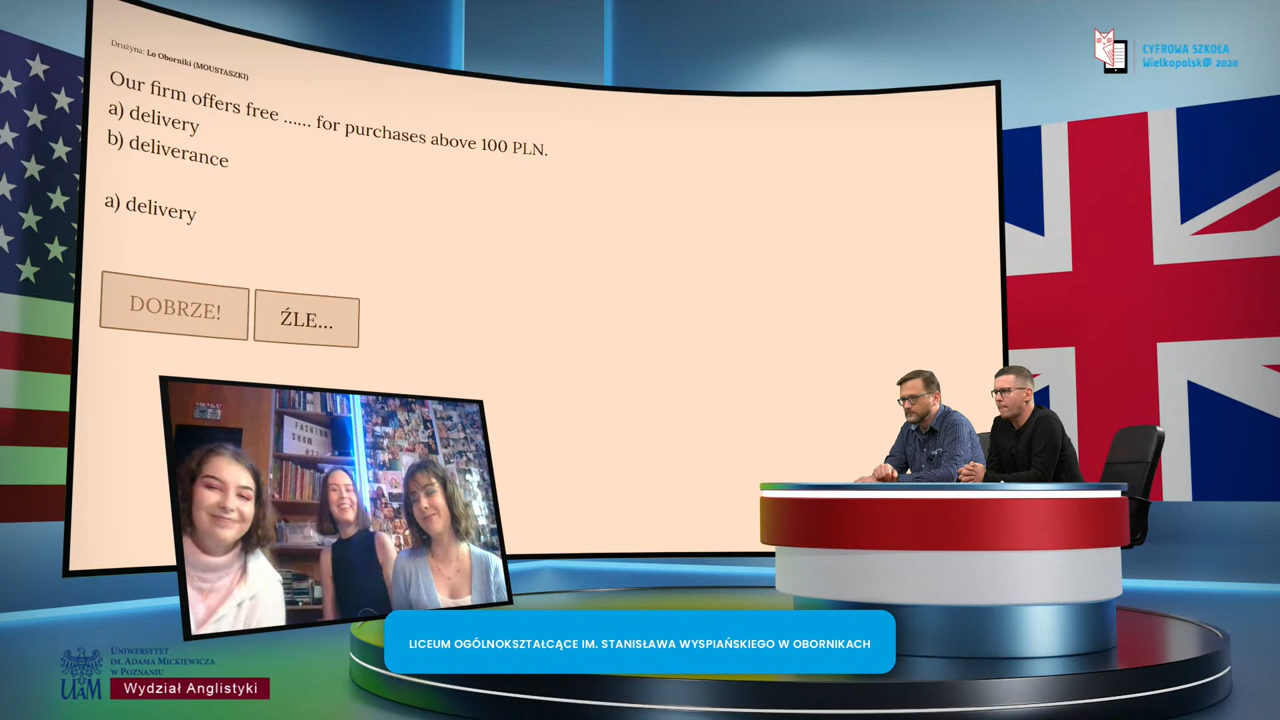 Drużyna: Lo Oborniki (MOUSTASZKI)
Our firm offers free ...... for purchases above 100 PLN.
a) delivery
b) deliverance
a) delivery
DOBRZE!
ŹLE...
CYFROWA SZKOŁA
Wielkopolsk@ 2020
FASHION
SHOW
LICEUM OGÓLNOKSZTAŁCĄCE IM. STANISŁAWA WYSPIAŃSKIEGO W OBORNIKACH
UNIWERSYTET
IM. ADAMA MICKIEWICZA
W POZNANIU
UAM
Wydział Anglistyki